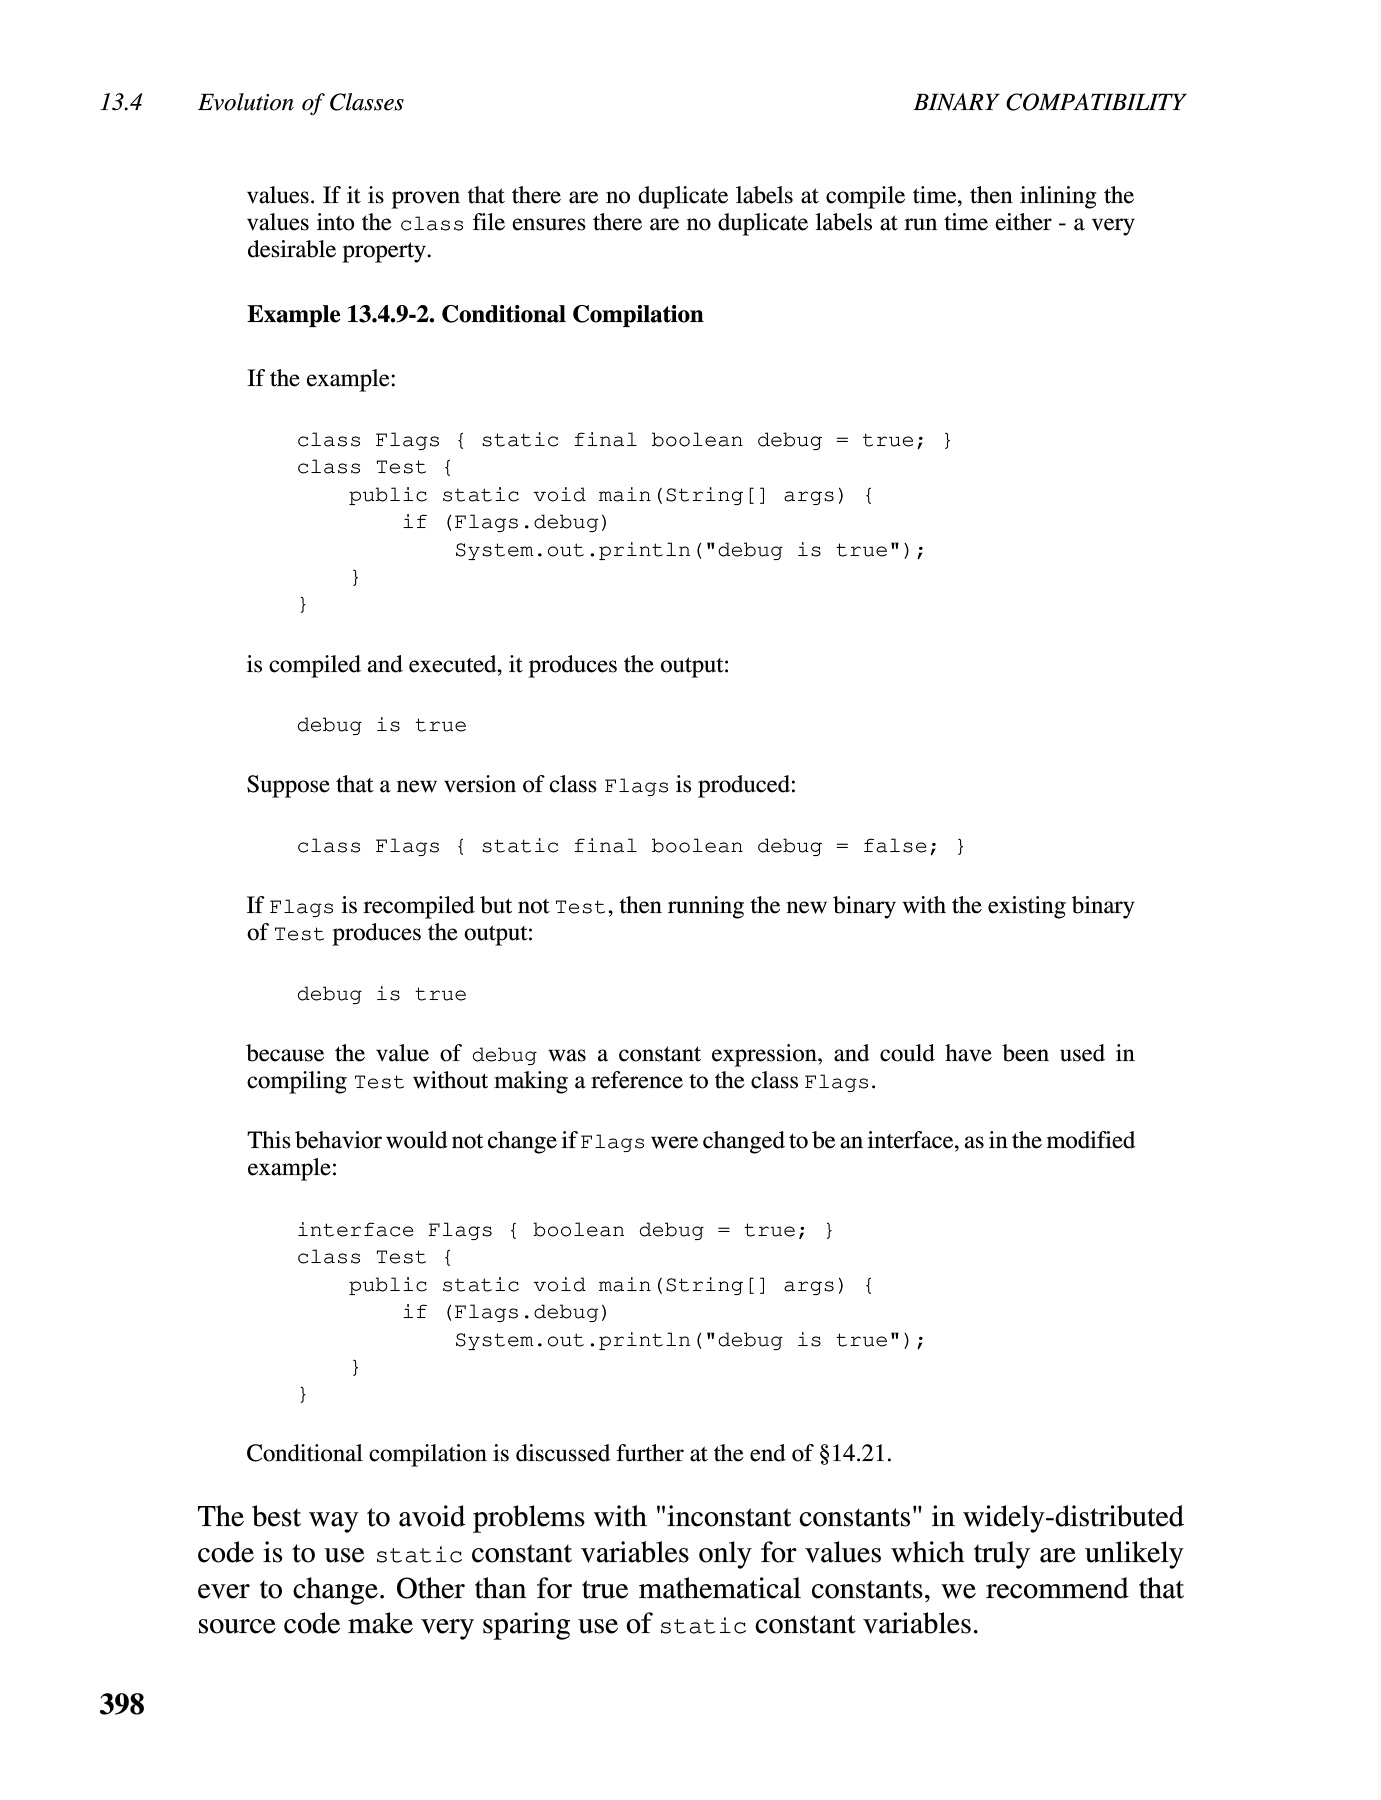 13.4 Evolution of Classes BINARY COMPATIBILITY
values. If it is proven that there are no duplicate labels at compile time, then inlining the
values into the class file ensures there are no duplicate labels at run time either - a very
desirable property.
Example 13.4.9-2. Conditional Compilation
If the example:
class Flags { static final boolean debug = true; }
class Test {
    public static void main(String[] args) {
        if (Flags.debug)
            System.out.println("debug is true");
    }
}
is compiled and executed, it produces the output:
debug is true
Suppose that a new version of class Flags is produced:
class Flags { static final boolean debug = false; }
If Flags is recompiled but not Test, then running the new binary with the existing binary
of Test produces the output:
debug is true
because the value of debug was a constant expression, and could have been used in
compiling Test without making a reference to the class Flags.
This behavior would not change if Flags were changed to be an interface, as in the modified
example:
interface Flags { boolean debug = true; }
class Test {
    public static void main(String[] args) {
        if (Flags.debug)
            System.out.println("debug is true");
    }
}
Conditional compilation is discussed further at the end of §14.21.
The best way to avoid problems with "inconstant constants" in widely-distributed
code is to use static constant variables only for values which truly are unlikely
ever to change. Other than for true mathematical constants, we recommend that
source code make very sparing use of static constant variables.
398